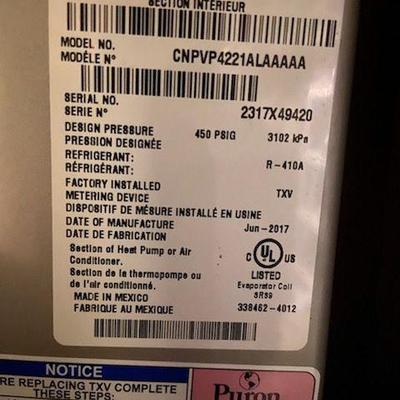 SECTION INTERIEUR
MODEL NO.
MODÈLE N° CNPVP4221ALAAAAA
SERIAL NO.
SERIE N° 2317X49420
DESIGN PRESSURE 450 PSIG 3102 kPa
PRESSION DESIGNÉE
REFRIGERANT: R-410A
RÉFRIGÉRANT:
FACTORY INSTALLED TXV
METERING DEVICE
DISPOSITIF DE MÉSURE INSTALLÉ EN USINE
DATE OF MANUFACTURE Jun-2017
DATE DE FABRICATION
Section of Heat Pump or Air
Conditioner.
C UL US
Section de la thermopompe ou
de l'air conditionné.
LISTED
Evaporator Coil
SR59
MADE IN MEXICO 338462-4012
FABRIQUE AU MEXIQUE
NOTICE
RE REPLACING TXV COMPLETE
THESE STEPS:
Puron